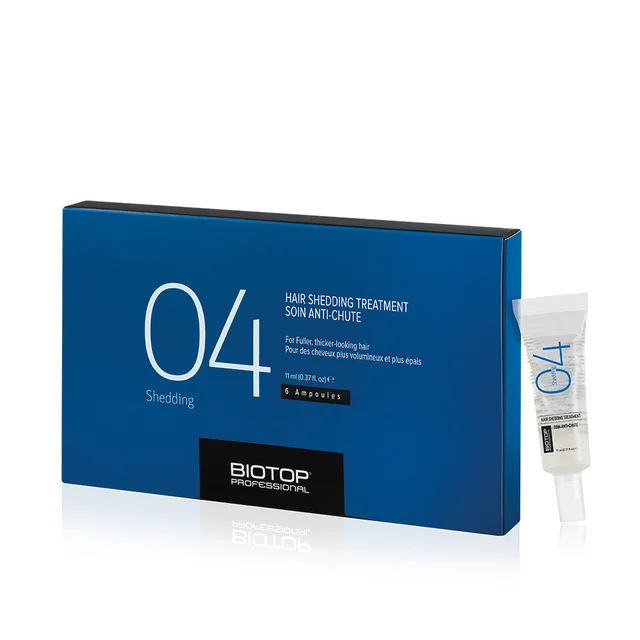 04
Shedding
HAIR SHEDDING TREATMENT
SOIN ANTI-CHUTE
For Fuller, thicker-looking hair
Pour des cheveux plus volumineux et plus épais
11 ml (0.37 fl. oz) ℮
6 Ampoules
BIOTOP®
PROFESSIONAL
04
Shedding
HAIR SHEDDING TREATMENT
SOIN ANTI-CHUTE
BIOTOP